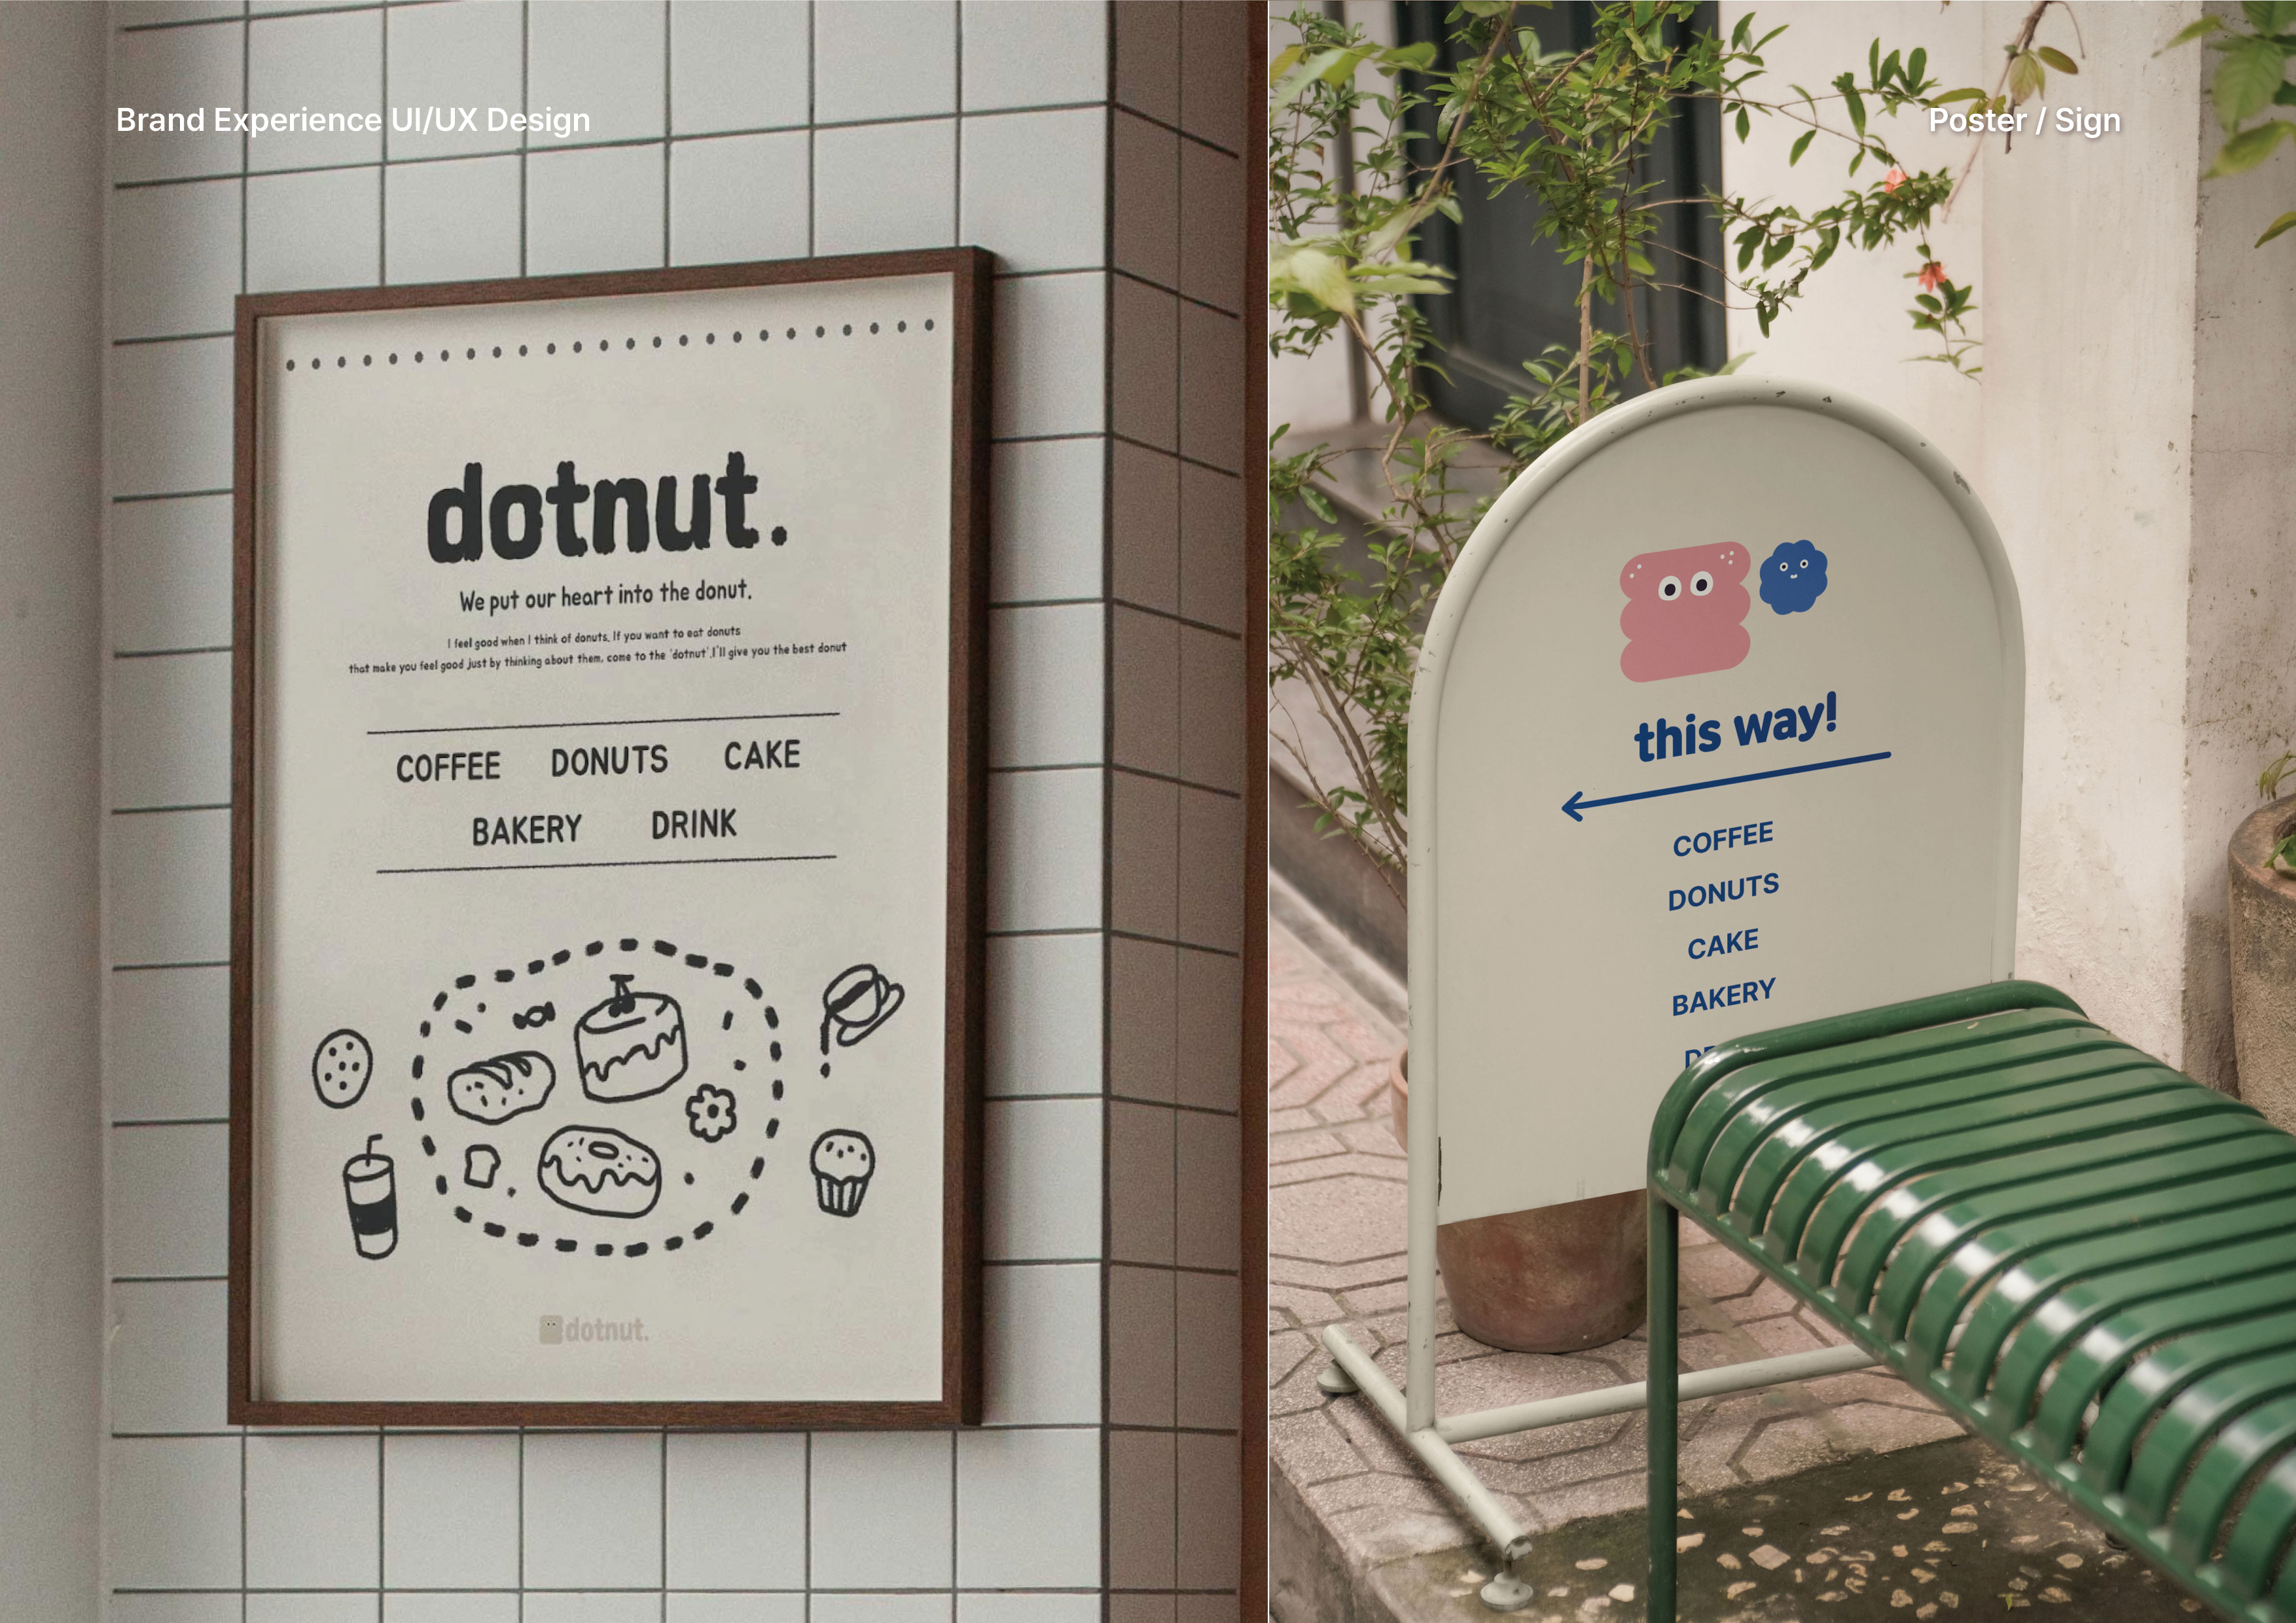 Brand Experience UI/UX Design
Poster / Sign
dotnut.
We put our heart into the donut.
I feel good when I think of donuts. If you want to eat donuts
that make you feel good just by thinking about them, come to the 'dotnut'.I'll give you the best donut
COFFEE DONUTS CAKE
BAKERY DRINK
dotnut.
this way!
COFFEE
DONUTS
CAKE
BAKERY